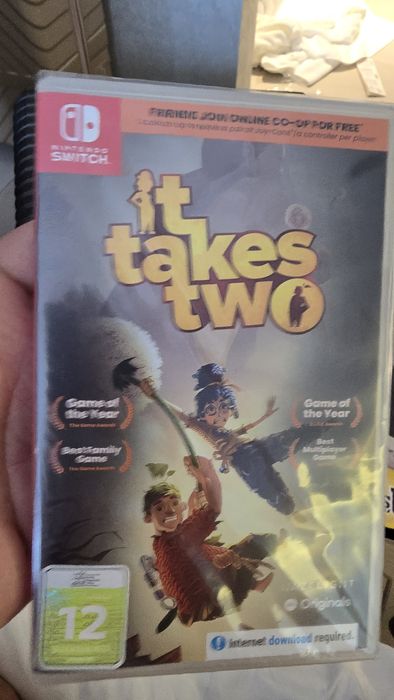 NINTENDO
SWITCH
FRIENDS JOIN ONLINE CO-OP FOR FREE*
it
takes
two
Game of
the Year
The Game Awards
Best Family
Game
The Game Awards
Game of
the Year
Best
Multiplayer
Game
12
Originals
Internet download required.